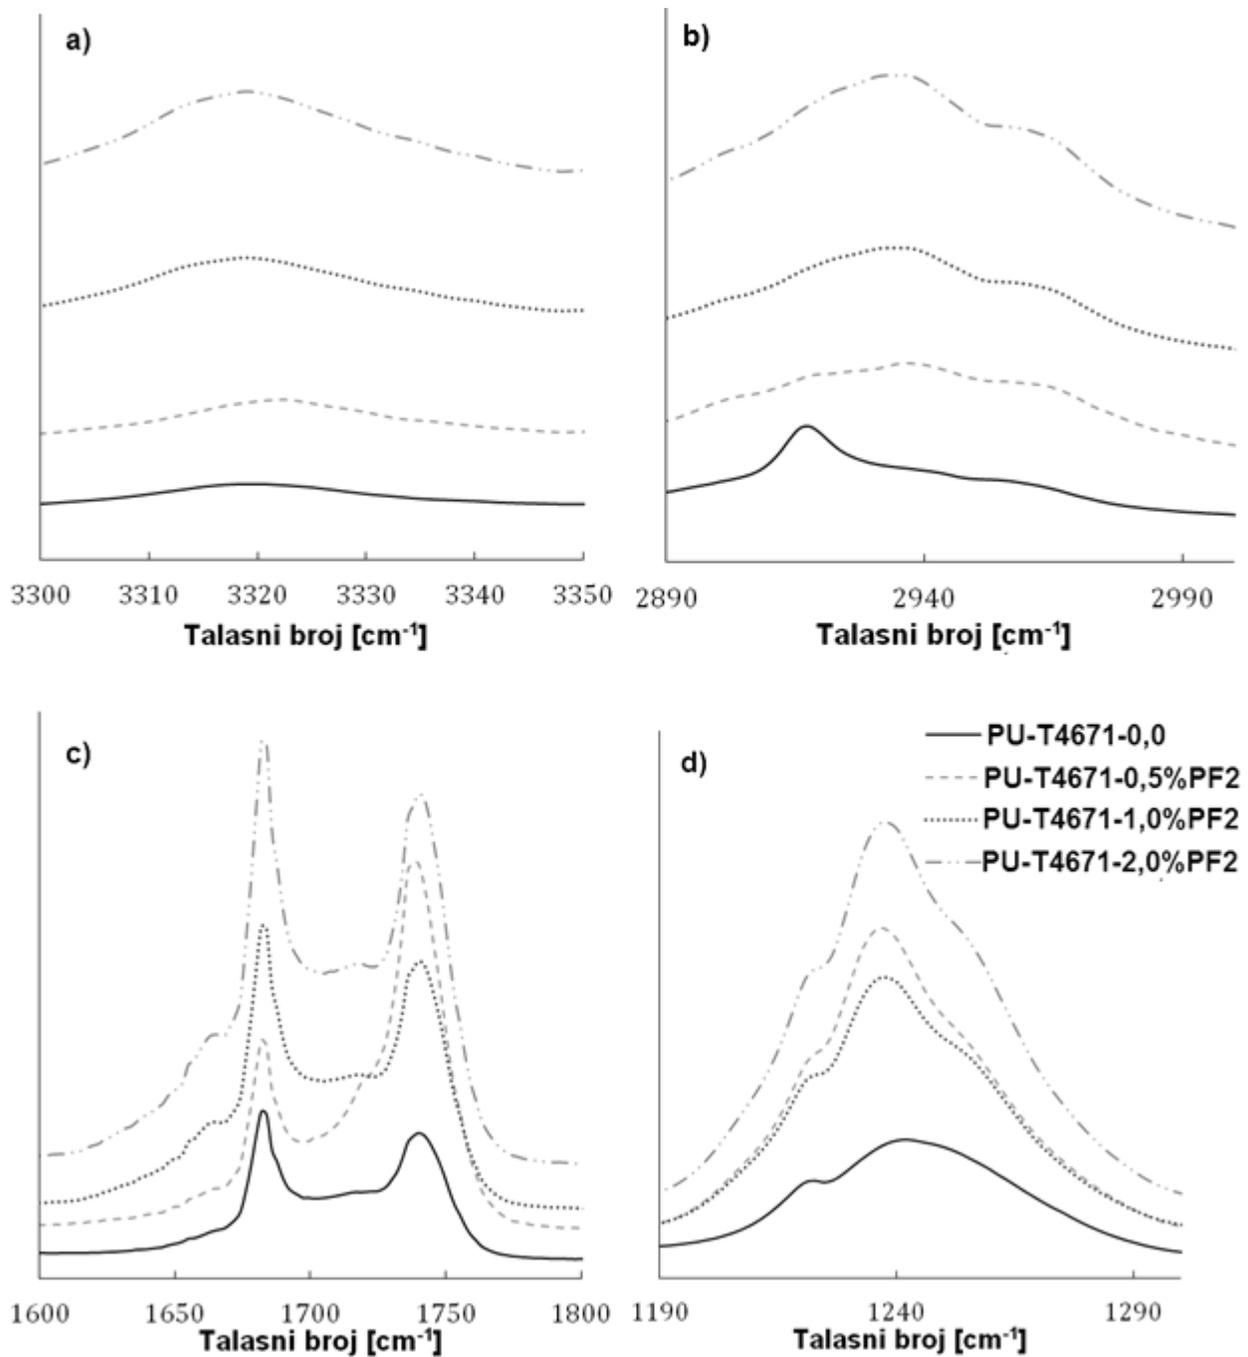 a)
3300 3310 3320 3330 3340 3350
Talasni broj [cm⁻¹]
b)
2890 2940 2990
Talasni broj [cm⁻¹]
c)
1600 1650 1700 1750 1800
Talasni broj [cm⁻¹]
d)
PU-T4671-0,0
PU-T4671-0,5%PF2
PU-T4671-1,0%PF2
PU-T4671-2,0%PF2
1190 1240 1290
Talasni broj [cm⁻¹]